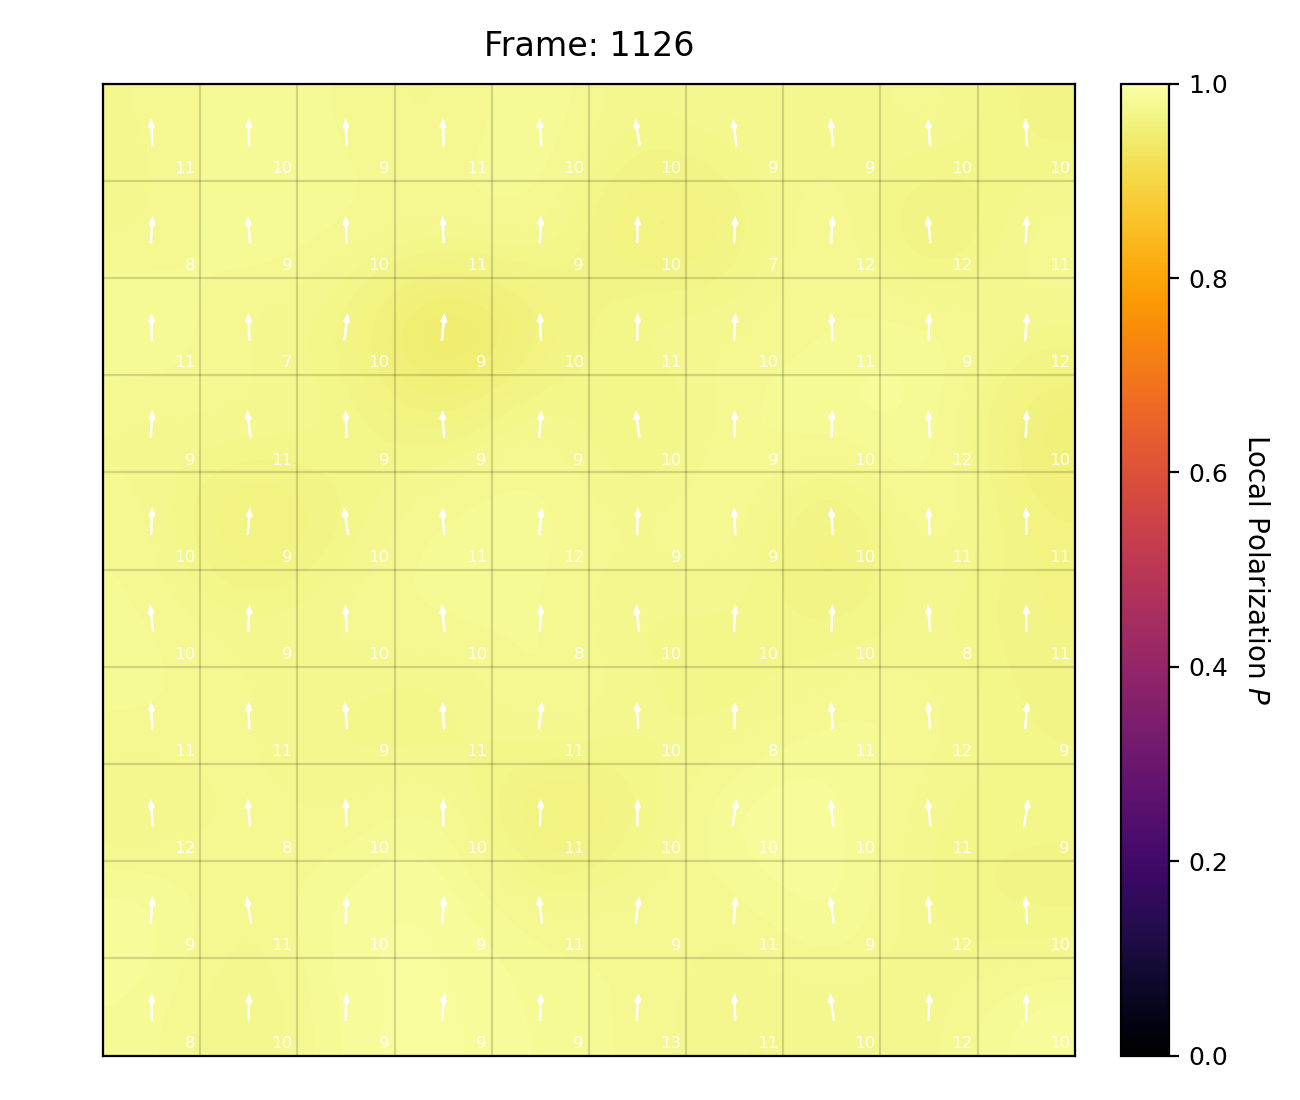 Frame: 1126
11 10 9 11 10 10 9 9 10 10
8 9 10 11 9 10 7 12 12 11
11 7 10 9 10 11 10 11 9 12
9 11 9 9 9 10 9 10 12 10
10 9 10 11 12 9 9 10 11 11
10 9 10 10 8 10 10 10 8 11
11 11 9 11 11 10 8 11 12 9
12 8 10 10 11 10 10 10 11 9
9 11 10 9 11 9 11 9 12 10
8 10 9 9 9 13 11 10 12 10
1.0
0.8
0.6
0.4
0.2
0.0
Local Polarization P